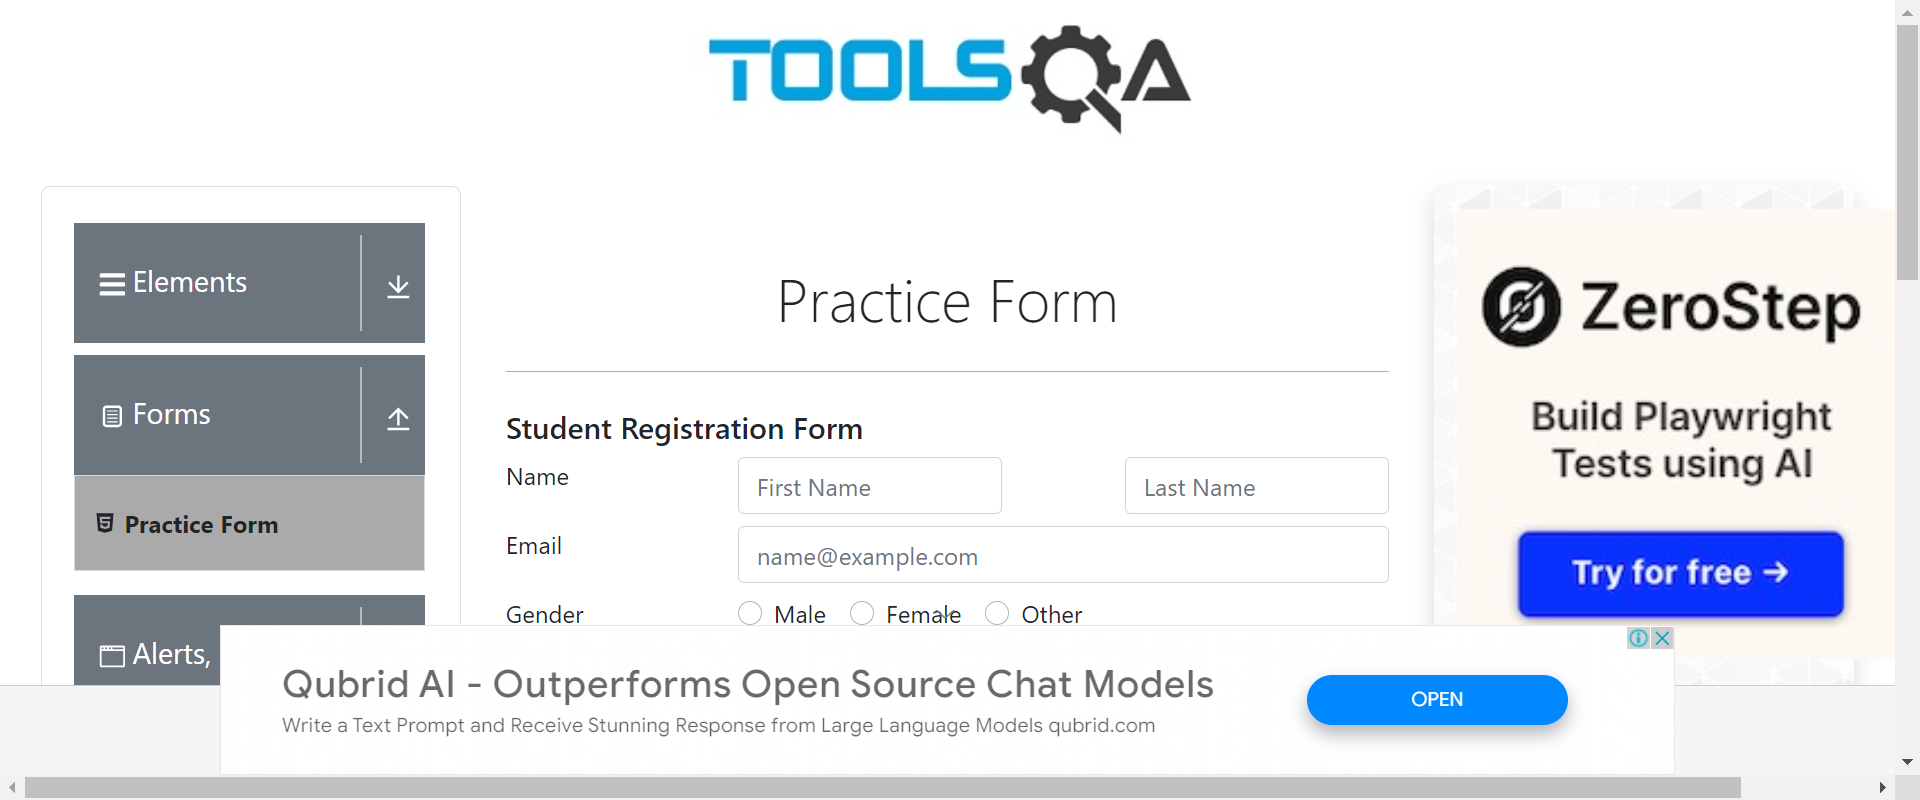 TOOLSQA
Elements
Forms
Practice Form
Alerts,
Practice Form
Student Registration Form
Name
First Name
Last Name
Email
name@example.com
Gender
Male
Female
Other
ZeroStep
Build Playwright
Tests using AI
Try for free →
Qubrid AI - Outperforms Open Source Chat Models
Write a Text Prompt and Receive Stunning Response from Large Language Models qubrid.com
OPEN